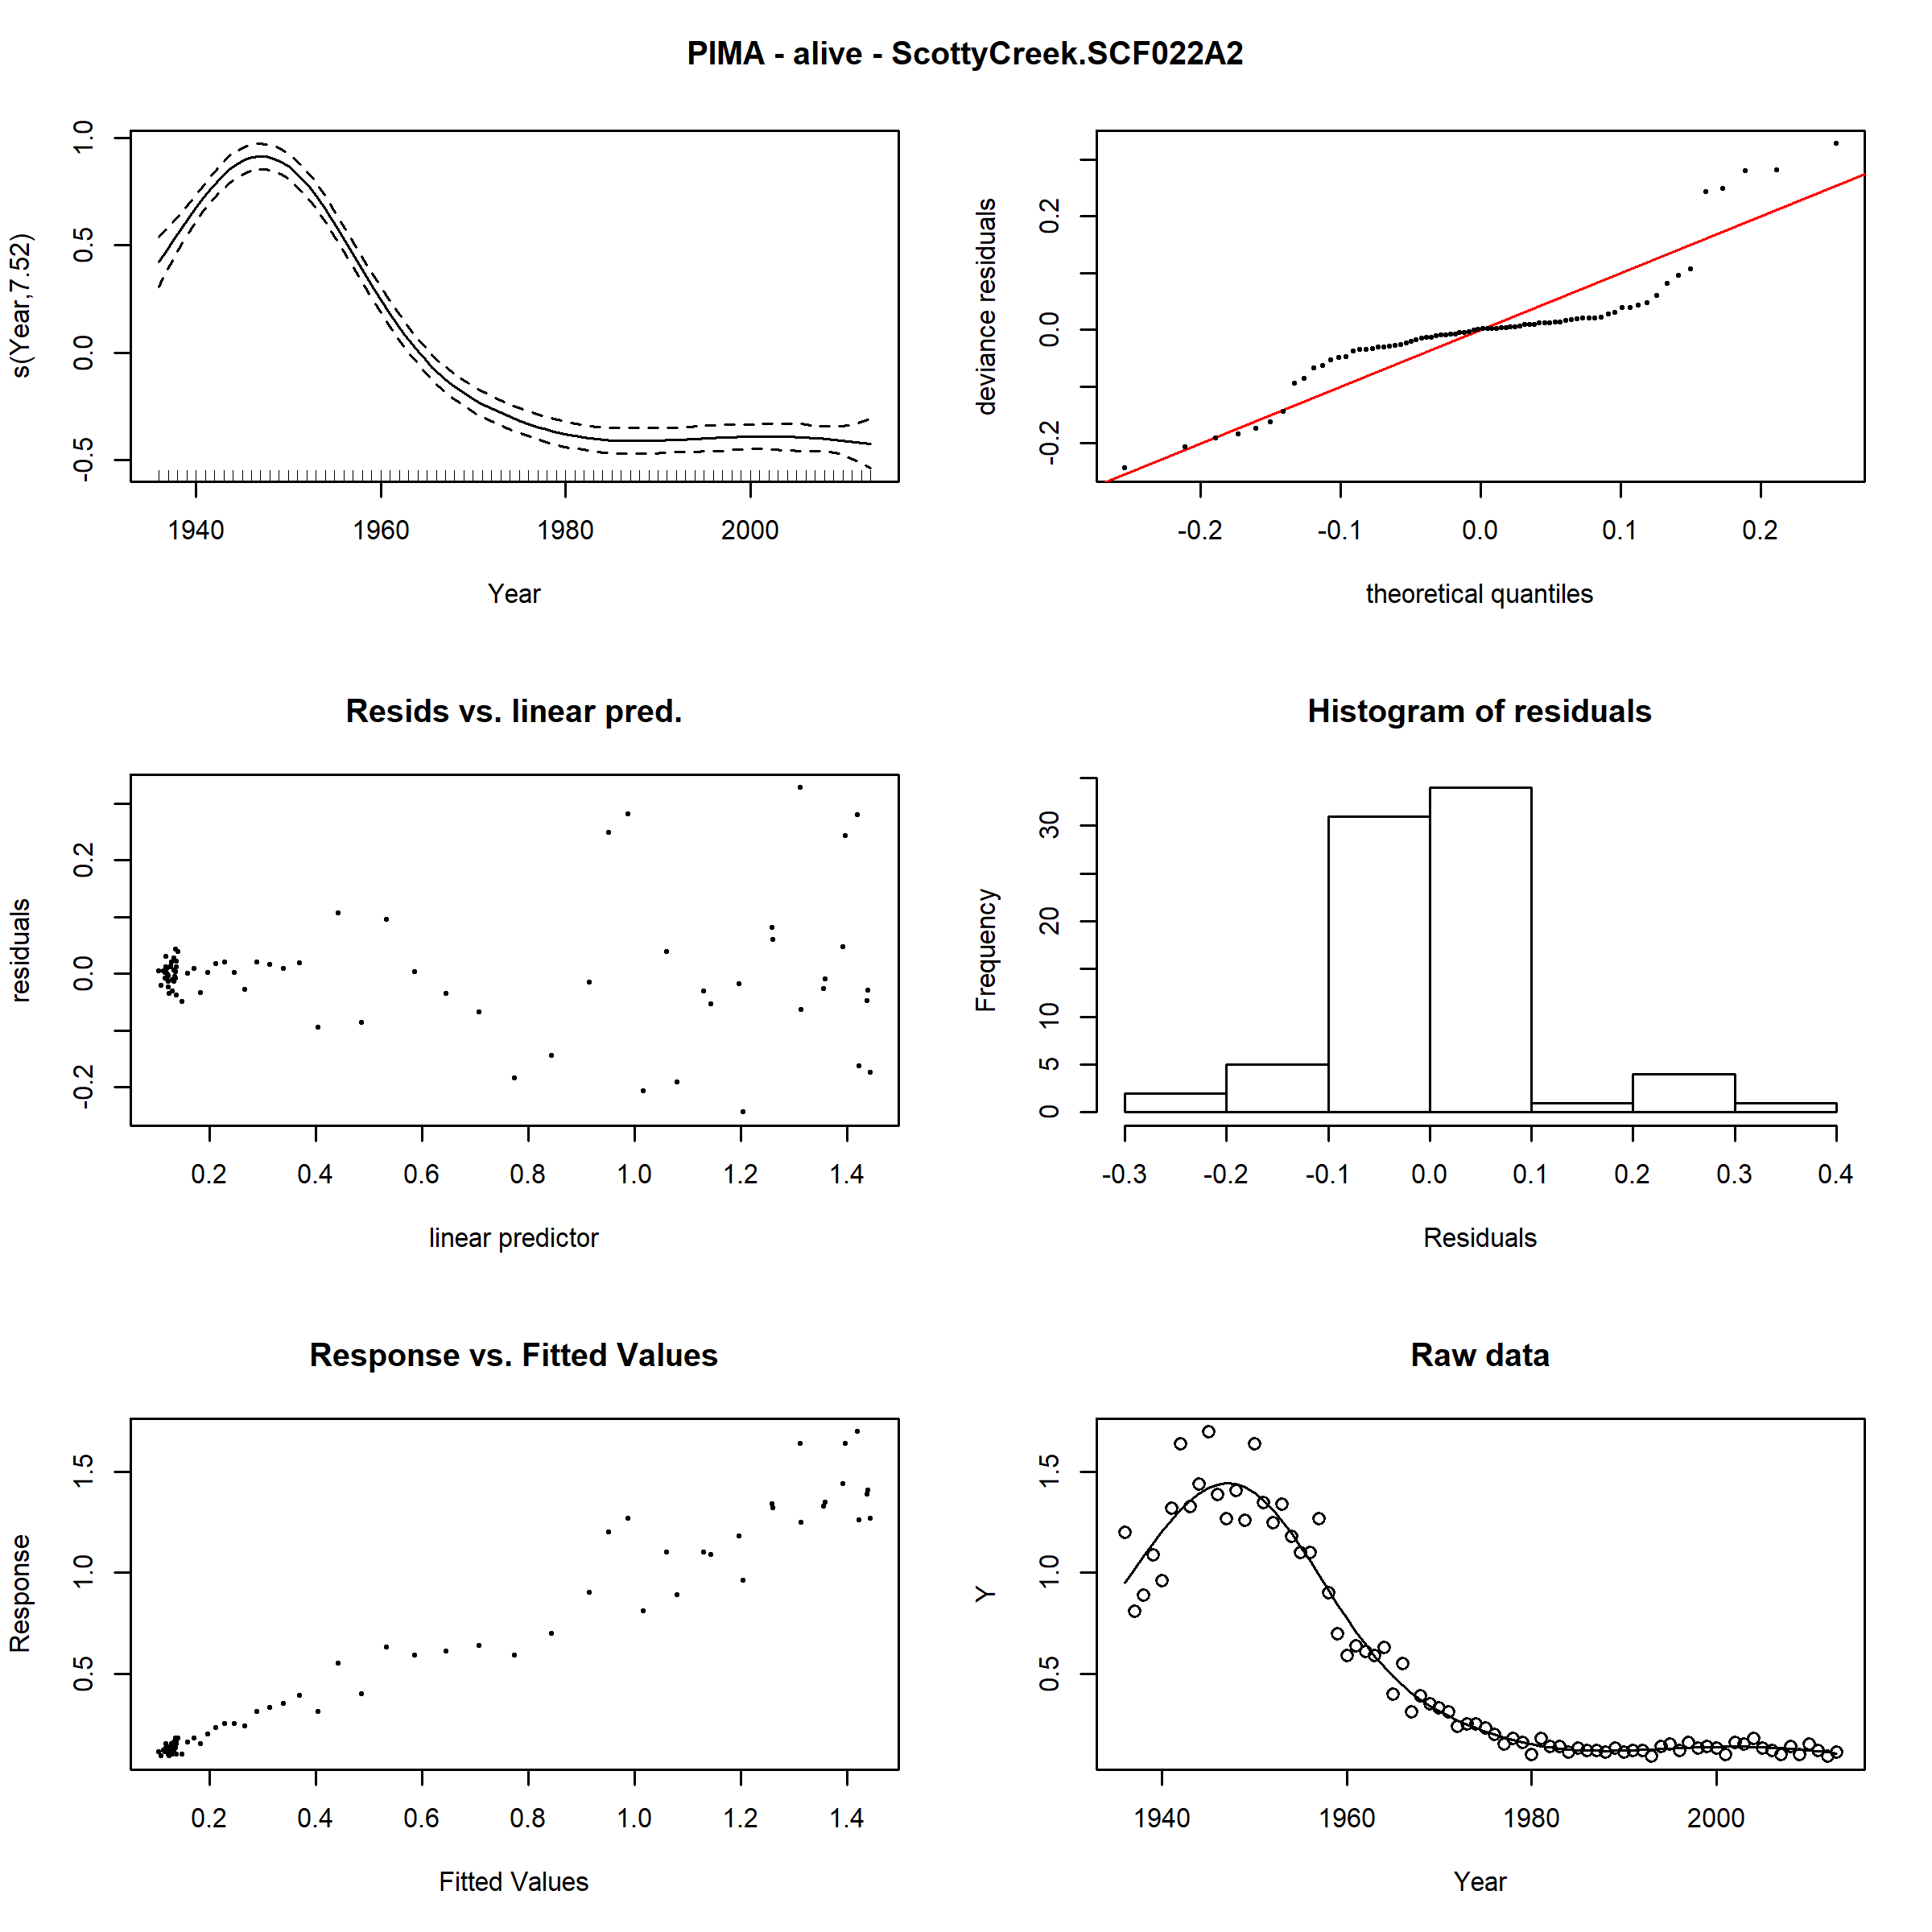 PIMA - alive - ScottyCreek.SCF022A2
s(Year,7.52)
-0.5 0.0 0.5 1.0
1940 1960 1980 2000
Year
deviance residuals
-0.2 0.0 0.2
-0.2 -0.1 0.0 0.1 0.2
theoretical quantiles
Resids vs. linear pred.
residuals
-0.2 0.0 0.2
0.2 0.4 0.6 0.8 1.0 1.2 1.4
linear predictor
Histogram of residuals
Frequency
0 5 10 20 30
-0.3 -0.2 -0.1 0.0 0.1 0.2 0.3 0.4
Residuals
Response vs. Fitted Values
Response
0.5 1.0 1.5
0.2 0.4 0.6 0.8 1.0 1.2 1.4
Fitted Values
Raw data
Y
0.5 1.0 1.5
1940 1960 1980 2000
Year